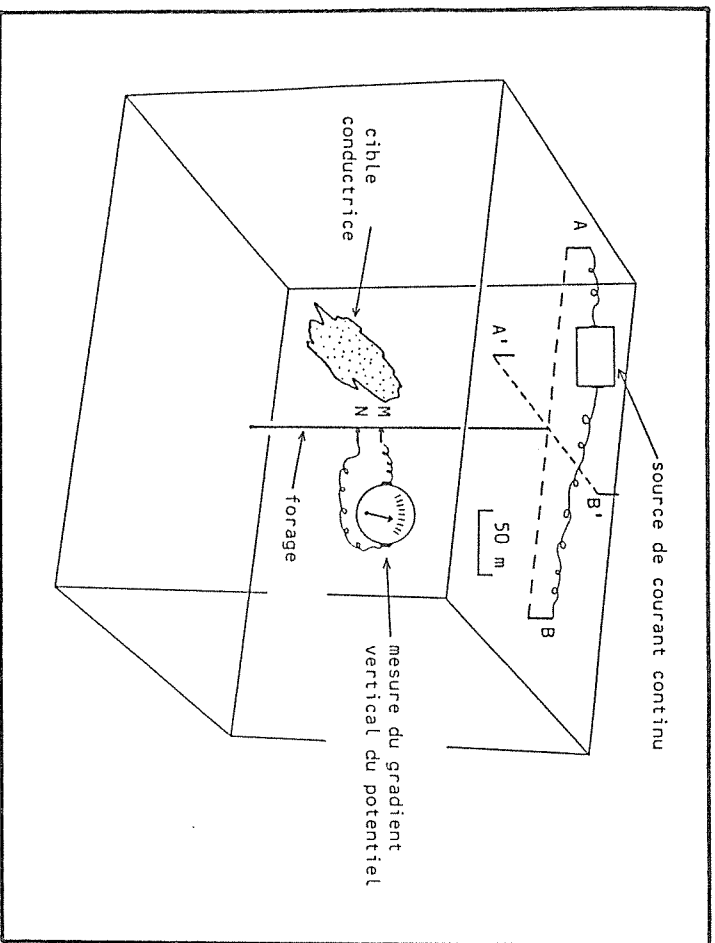 source de courant continu
A
B'
B
A'
50 m
cible
conductrice
M
N
mesure du gradient
vertical du potentiel
forage